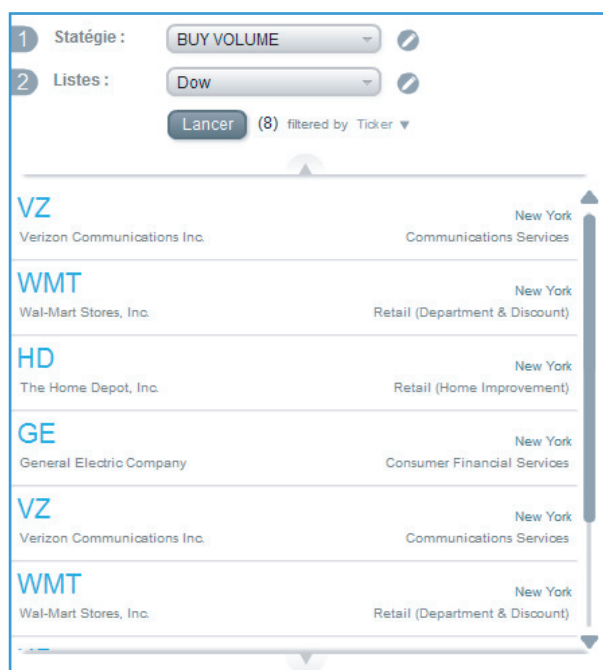 1 Statégie : BUY VOLUME
2 Listes : Dow
Lancer (8) filtered by Ticker ▼
VZ New York
Verizon Communications Inc. Communications Services
WMT New York
Wal-Mart Stores, Inc. Retail (Department & Discount)
HD New York
The Home Depot, Inc. Retail (Home Improvement)
GE New York
General Electric Company Consumer Financial Services
VZ New York
Verizon Communications Inc. Communications Services
WMT New York
Wal-Mart Stores, Inc. Retail (Department & Discount)